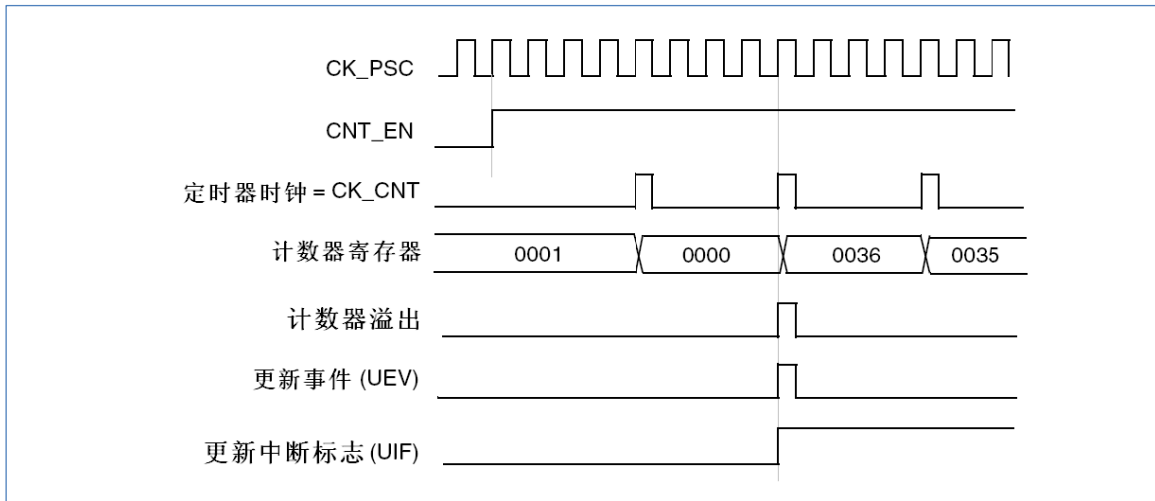 CK_PSC
CNT_EN
定时器时钟 = CK_CNT
计数器寄存器 0001 0000 0036 0035
计数器溢出
更新事件 (UEV)
更新中断标志 (UIF)